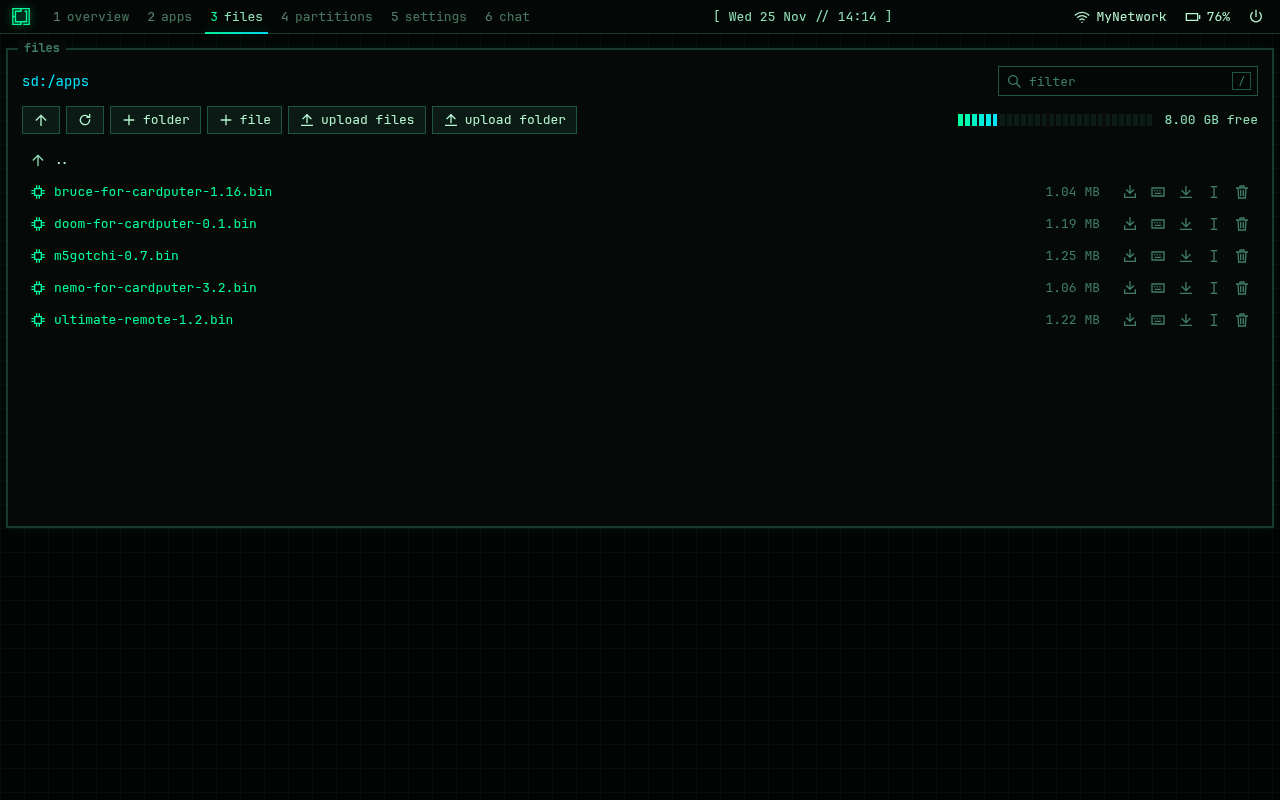 1 overview 2 apps 3 files 4 partitions 5 settings 6 chat [ Wed 25 Nov // 14:14 ] MyNetwork 76%
files
sd:/apps filter /
folder file upload files upload folder 8.00 GB free
..
bruce-for-cardputer-1.16.bin 1.04 MB
doom-for-cardputer-0.1.bin 1.19 MB
m5gotchi-0.7.bin 1.25 MB
nemo-for-cardputer-3.2.bin 1.06 MB
ultimate-remote-1.2.bin 1.22 MB